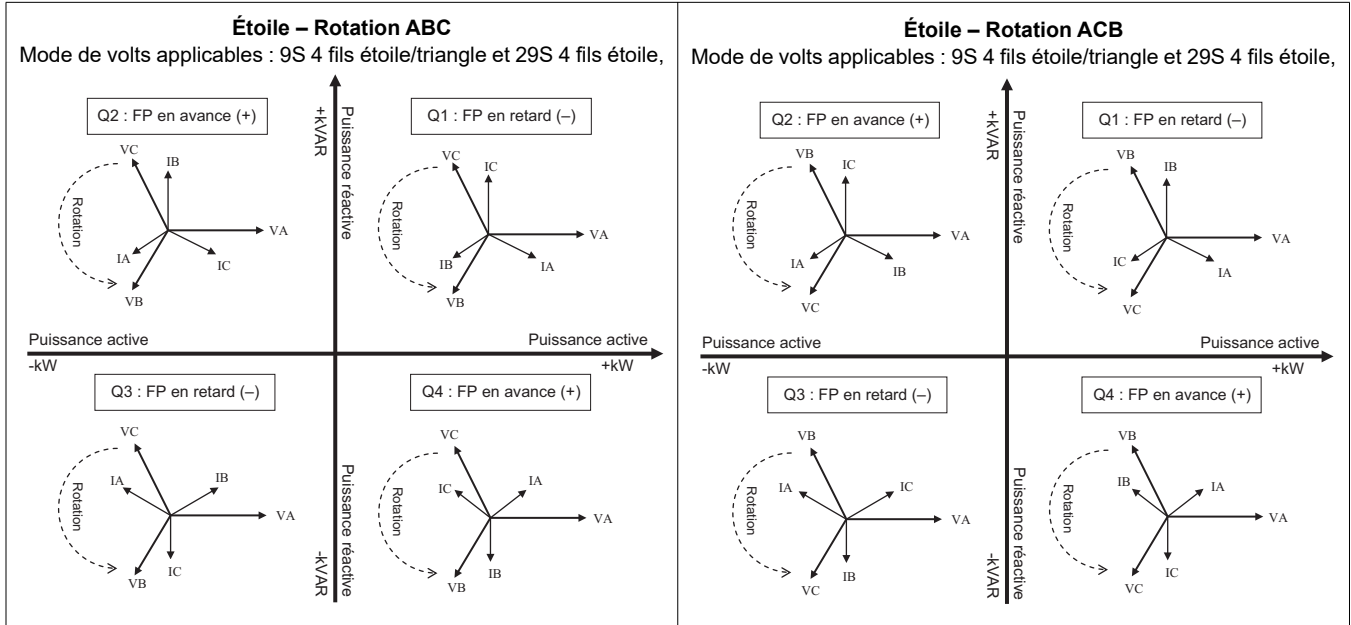 Étoile – Rotation ABC
Mode de volts applicables : 9S 4 fils étoile/triangle et 29S 4 fils étoile,
Q2 : FP en avance (+)
Q1 : FP en retard (–)
Puissance réactive
+kVAR
VC
IB
Rotation
VA
IA
IC
VB
VC
IC
Rotation
VA
IB
IA
VB
Puissance active
-kW
Puissance active
+kW
Q3 : FP en retard (–)
Q4 : FP en avance (+)
VC
IA
IB
Rotation
VA
VB
IC
VC
IC
IA
Rotation
VA
VB
IB
Puissance réactive
-kVAR
Étoile – Rotation ACB
Mode de volts applicables : 9S 4 fils étoile/triangle et 29S 4 fils étoile,
Q2 : FP en avance (+)
Q1 : FP en retard (–)
Puissance réactive
+kVAR
VB
IC
Rotation
VA
IA
IB
VC
VB
IB
Rotation
VA
IC
IA
VC
Puissance active
-kW
Puissance active
+kW
Q3 : FP en retard (–)
Q4 : FP en avance (+)
VB
IA
IC
Rotation
VA
VC
IB
VB
IB
IA
Rotation
VA
VC
IC
Puissance réactive
-kVAR